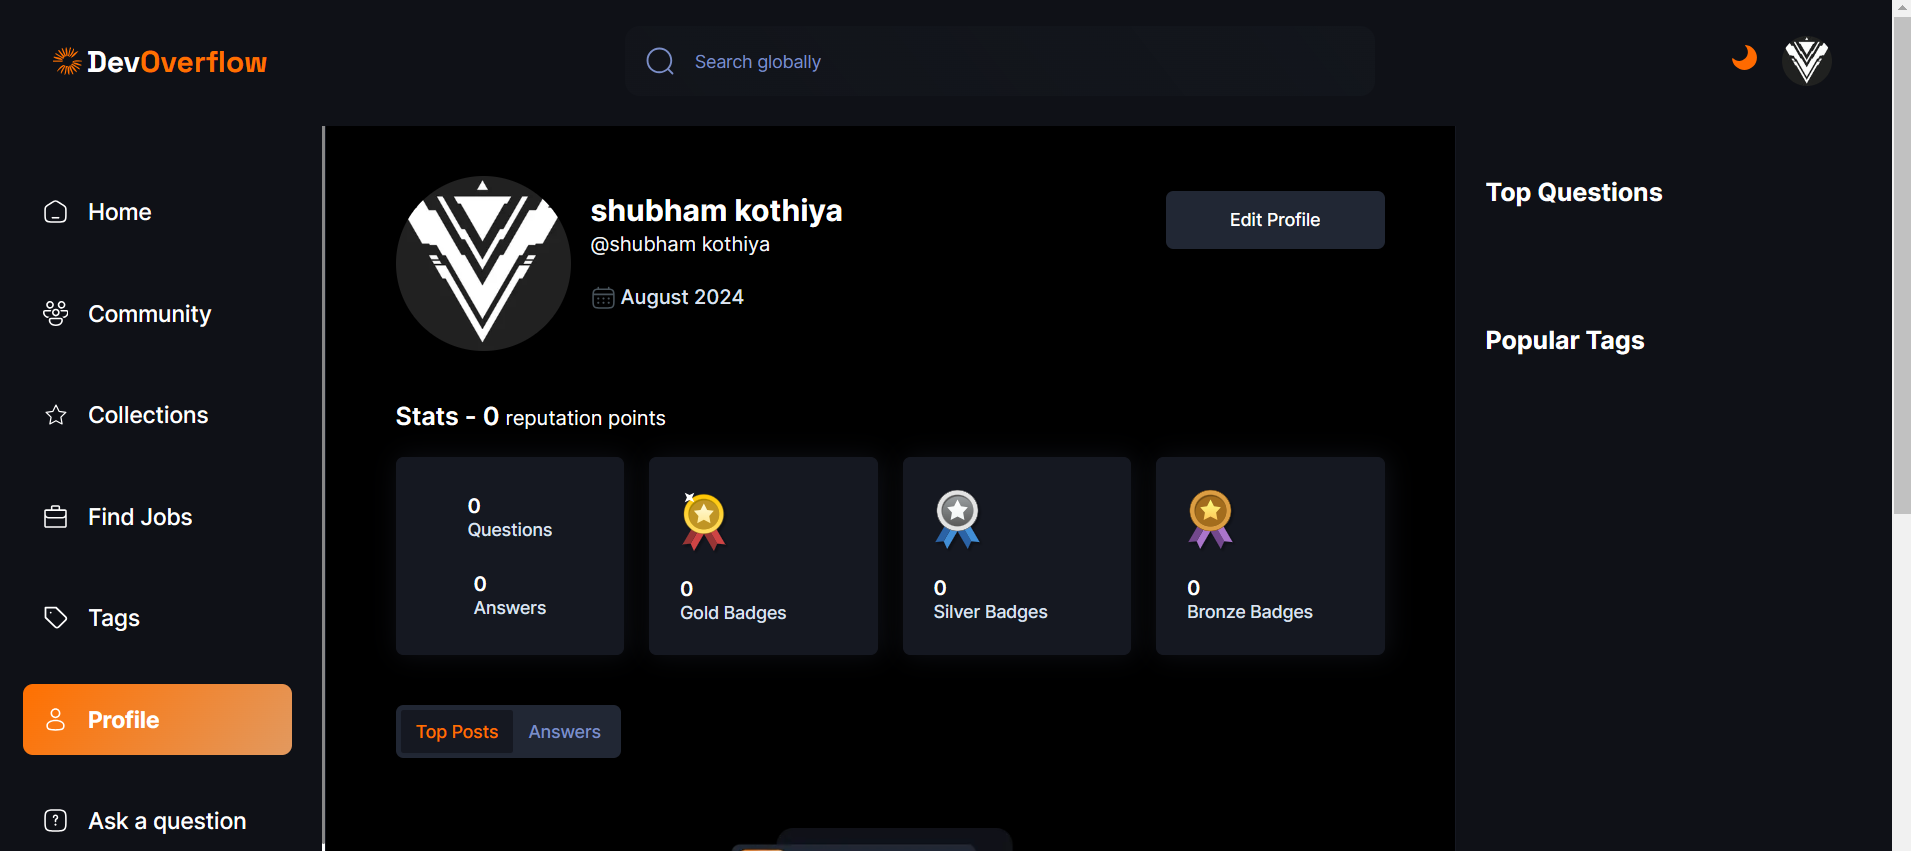 DevOverflow
Search globally
Home
Community
Collections
Find Jobs
Tags
Profile
Ask a question
shubham kothiya
@shubham kothiya
August 2024
Edit Profile
Stats - 0 reputation points
0
Questions
0
Answers
0
Gold Badges
0
Silver Badges
0
Bronze Badges
Top Posts
Answers
Top Questions
Popular Tags